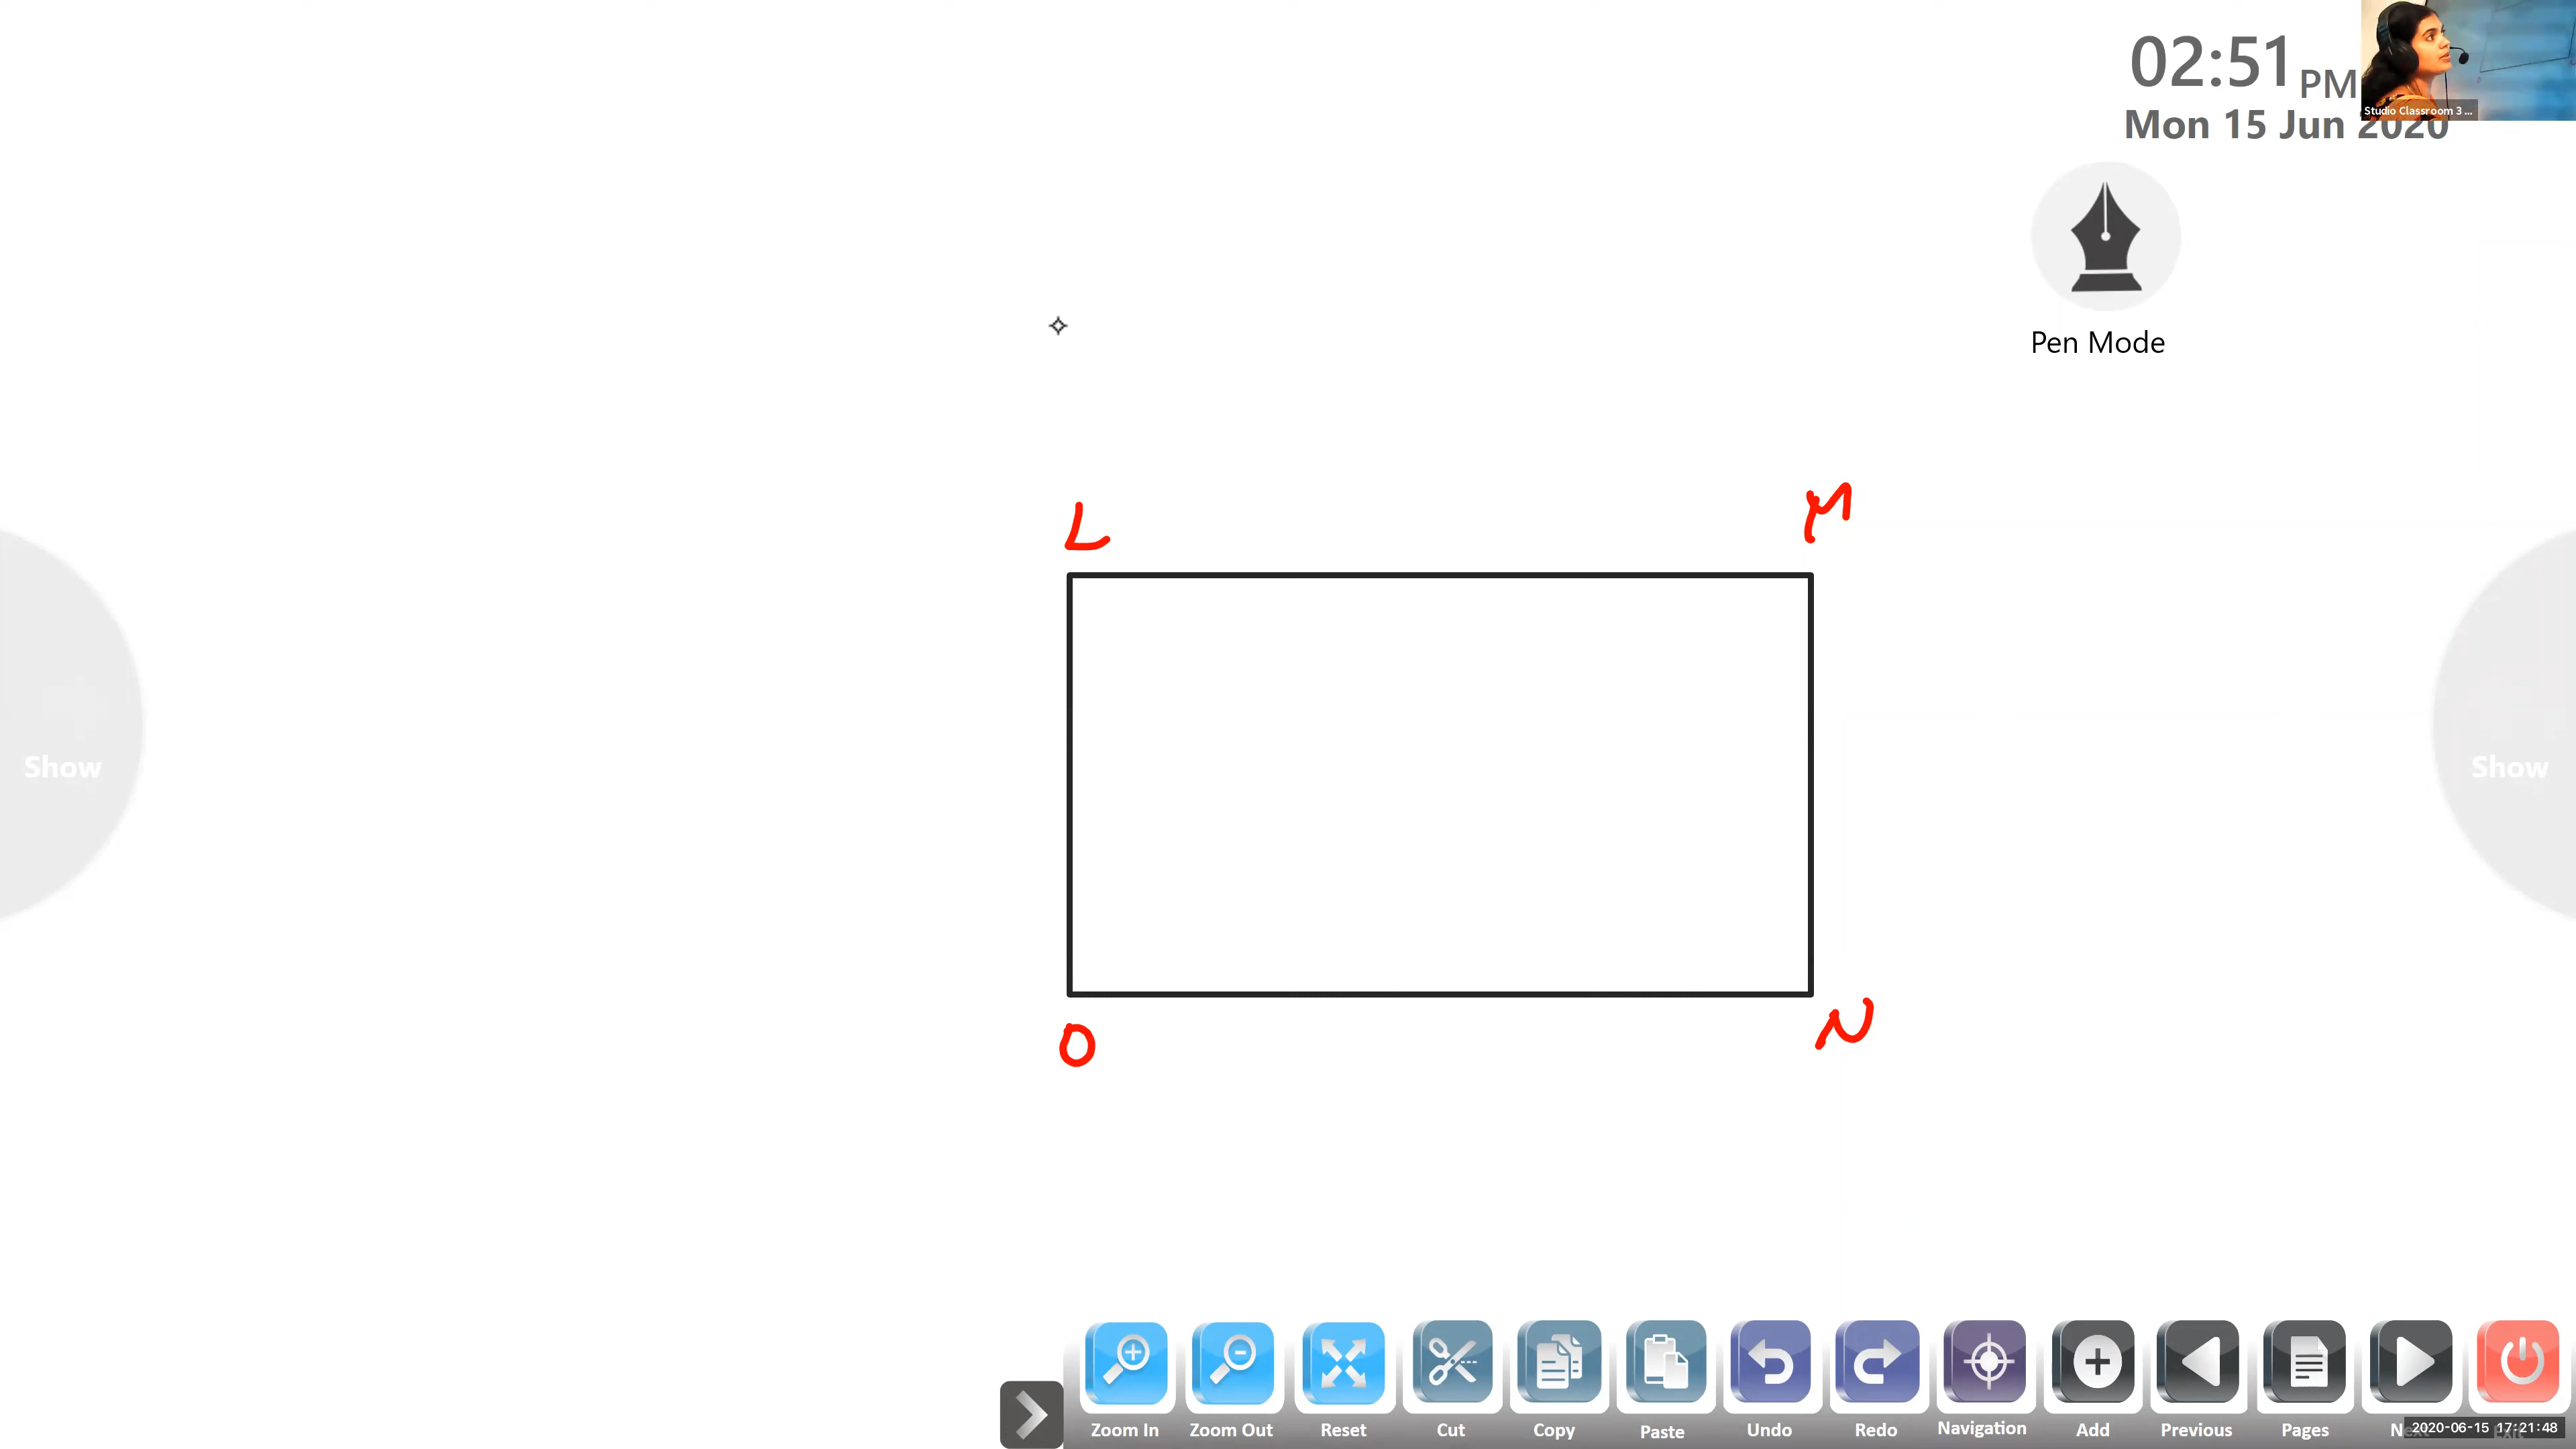 02:51 PM
Studio Classroom 3 ...
Mon 15 Jun 2020
Pen Mode
L
M
Show
Show
O
N
Zoom In
Zoom Out
Reset
Cut
Copy
Paste
Undo
Redo
Navigation
Add
Previous
Pages
2020-06-15 17:21:48